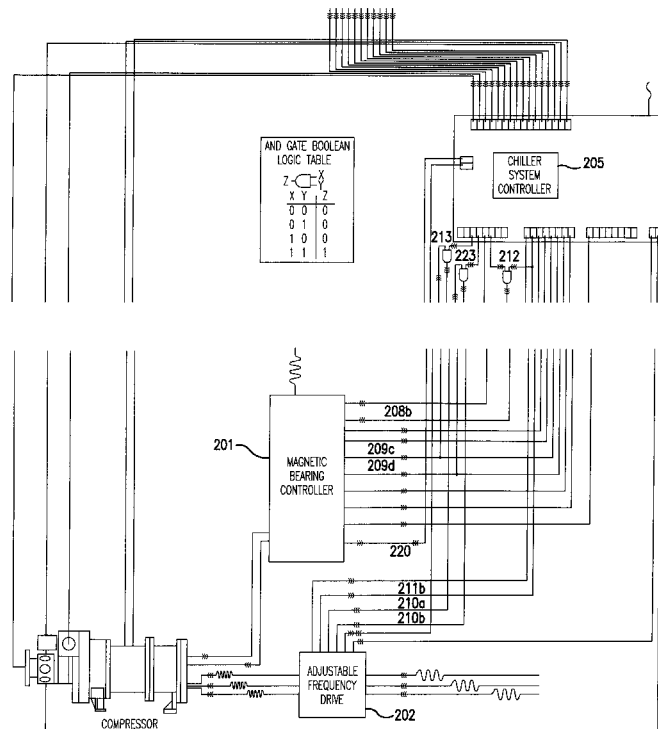 AND GATE BOOLEAN
LOGIC TABLE
Z X
Y
X Y Z
0 0 0
0 1 0
1 0 0
1 1 1
CHILLER
SYSTEM
CONTROLLER
205
213
223
212
208b
201
209c
MAGNETIC
BEARING
CONTROLLER
209d
220
211b
210a
210b
ADJUSTABLE
FREQUENCY
DRIVE
202
COMPRESSOR